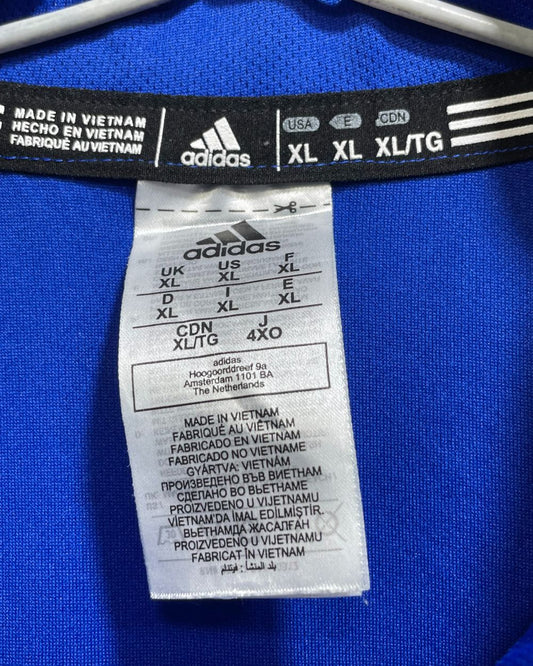 MADE IN VIETNAM
HECHO EN VIETNAM
FABRIQUÉ AU VIETNAM
adidas
USA E CDN
XL XL XL/TG
adidas
UK US F
XL XL XL
D I E
XL XL XL
CDN J
XL/TG 4XO
adidas
Hoogoorddreef 9a
Amsterdam 1101 BA
The Netherlands
MADE IN VIETNAM
FABRIQUÉ AU VIÊTNAM
FABRICADO EN VIETNAM
FABRICADO NO VIETNAME
GYÁRTVA: VIETNÁM
ПРОИЗВЕДЕНО ВЪВ ВИЕТНАМ
СДЕЛАНО ВО ВЬЕТНАМЕ
PROIZVEDENO U VIJETNAMU
VIETNAM'DA IMAL EDİLMİŞTİR.
ВЬЕТНАМДА ЖАСАЛҒАН
PROIZVEDENO U VIJETNAMU
FABRICAT ÎN VIETNAM
بلد المنشأ : فيتنام